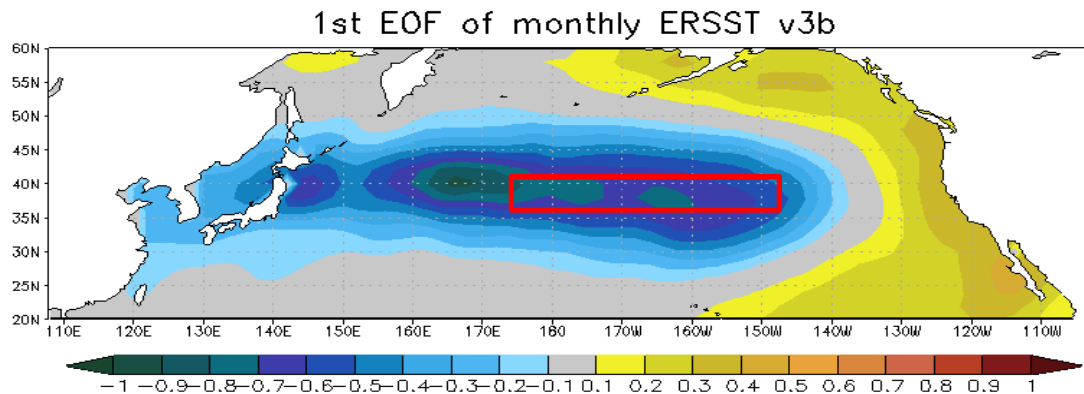 1st EOF of monthly ERSST v3b
60N
55N
50N
45N
40N
35N
30N
25N
20N
110E 120E 130E 140E 150E 160E 170E 180 170W 160W 150W 140W 130W 120W 110W
-1 -0.9 -0.8 -0.7 -0.6 -0.5 -0.4 -0.3 -0.2 -0.1 0.1 0.2 0.3 0.4 0.5 0.6 0.7 0.8 0.9 1